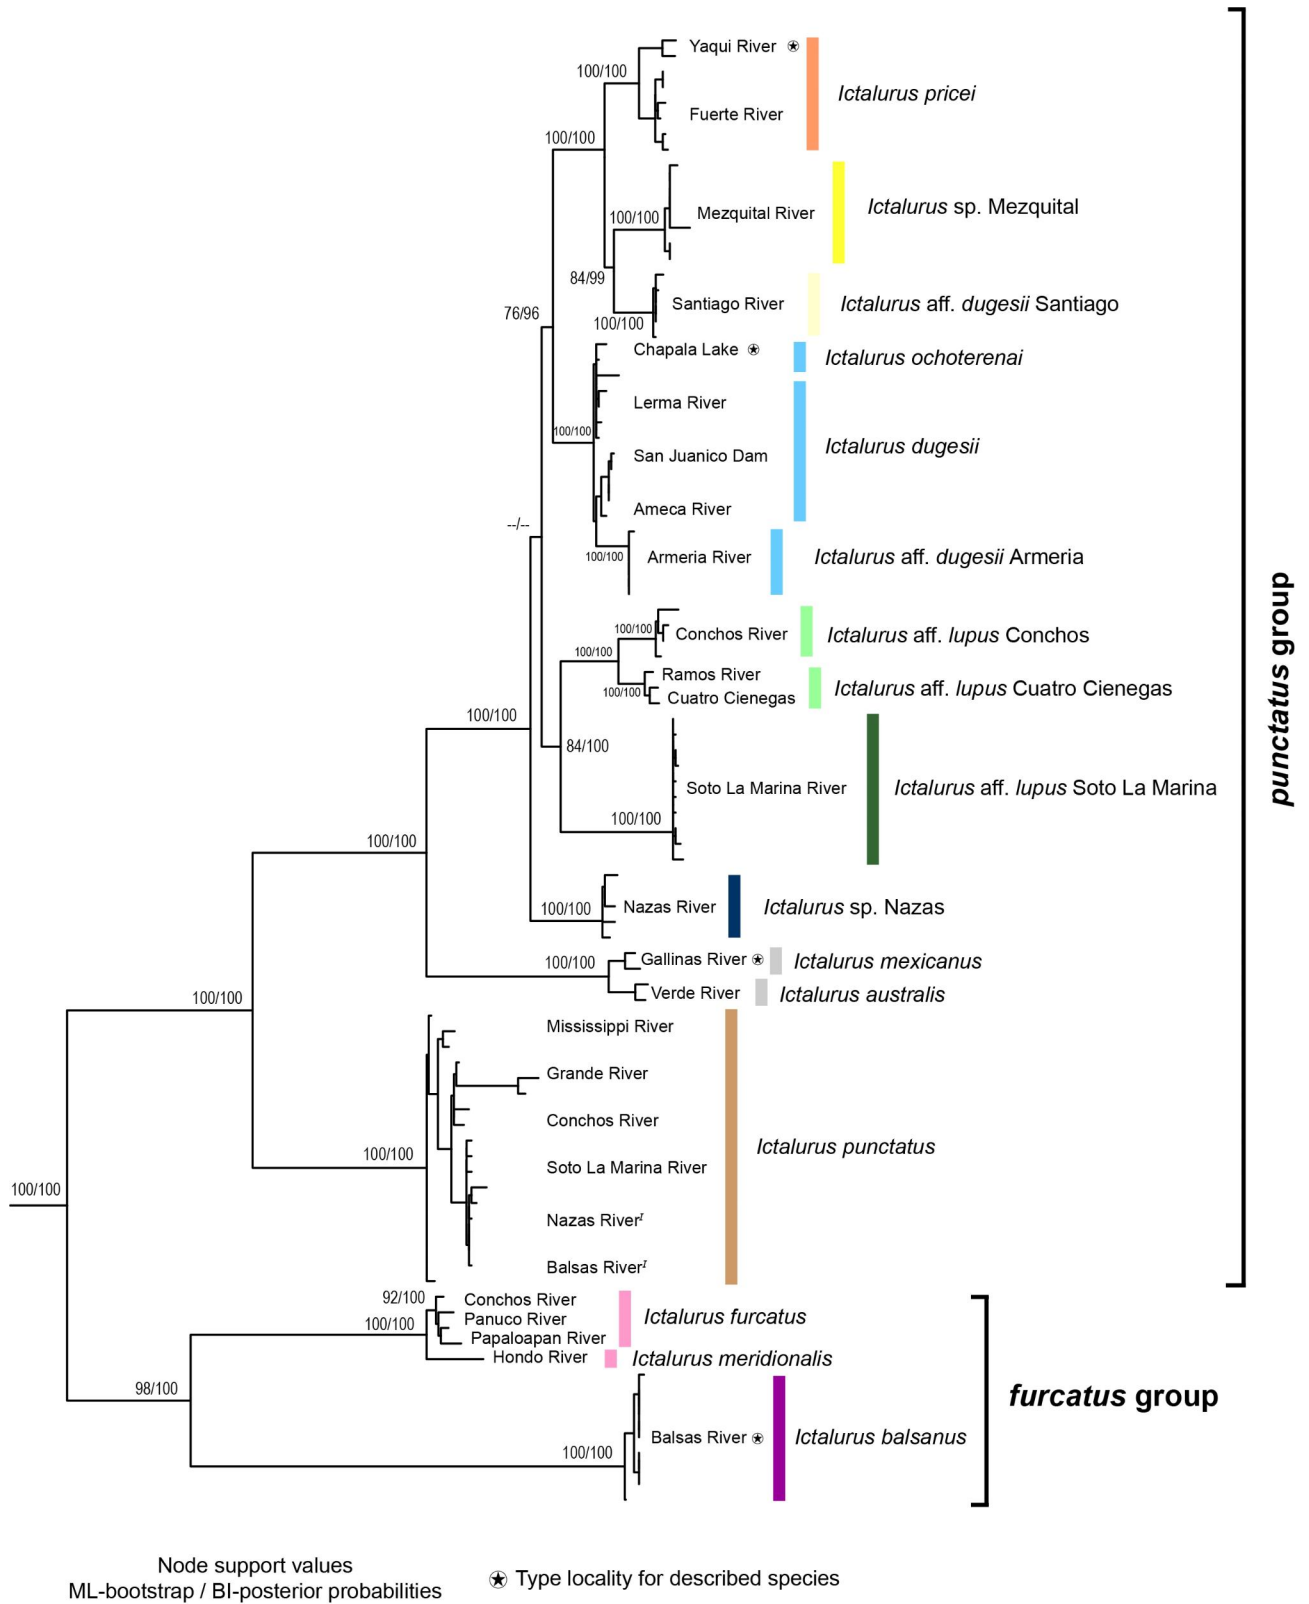 Yaqui River
100/100
Ictalurus pricei
Fuerte River
100/100
Mezquital River
Ictalurus sp. Mezquital
100/100
84/99
Santiago River
Ictalurus aff. dugesii Santiago
100/100
76/96
Chapala Lake
Ictalurus ochoterenai
Lerma River
100/100
Ictalurus dugesii
San Juanico Dam
Ameca River
--/--
Armeria River
Ictalurus aff. dugesii Armeria
100/100
100/100
Conchos River
Ictalurus aff. lupus Conchos
100/100
Ramos River
100/100
Cuatro Cienegas
Ictalurus aff. lupus Cuatro Cienegas
100/100
84/100
Soto La Marina River
Ictalurus aff. lupus Soto La Marina
100/100
punctatus group
100/100
Nazas River
Ictalurus sp. Nazas
100/100
Gallinas River
Ictalurus mexicanus
100/100
Verde River
Ictalurus australis
100/100
Mississippi River
Grande River
Conchos River
Ictalurus punctatus
100/100
Soto La Marina River
100/100
Nazas River^I
Balsas River^I
92/100
Conchos River
Panuco River
Ictalurus furcatus
100/100
Papaloapan River
Hondo River
Ictalurus meridionalis
98/100
furcatus group
Balsas River
Ictalurus balsanus
100/100
Node support values
ML-bootstrap / BI-posterior probabilities
Type locality for described species